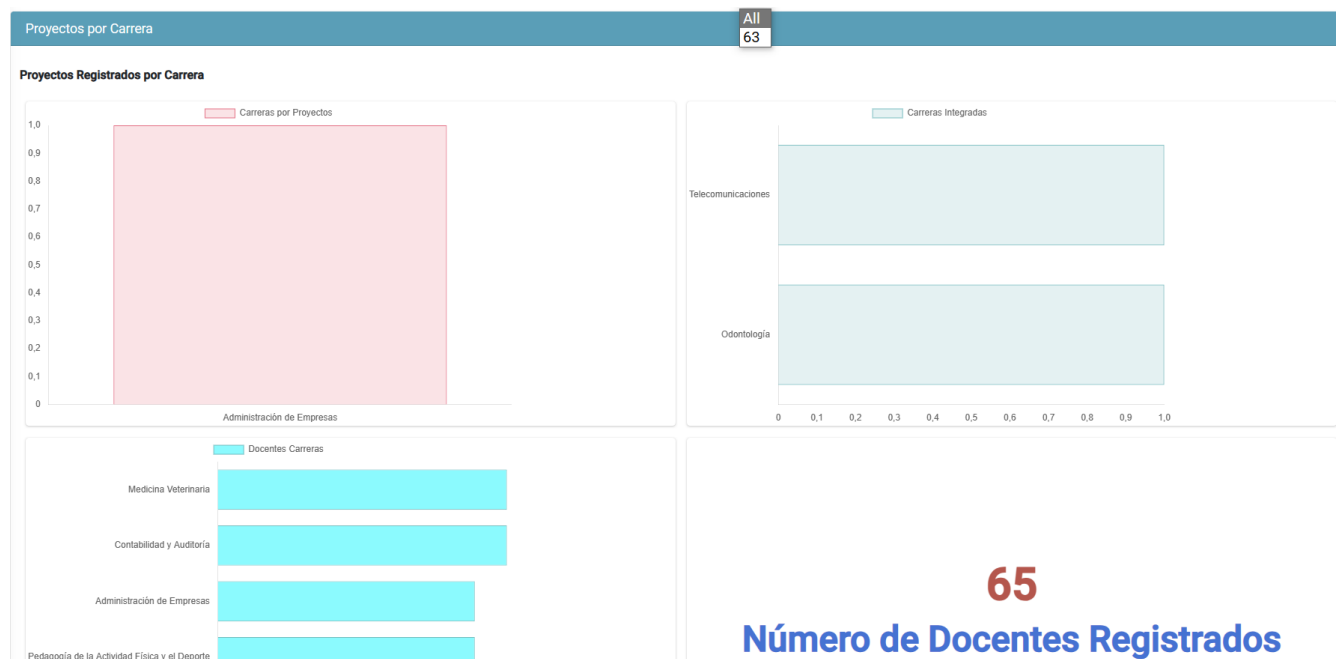 Proyectos por Carrera
All
63
Proyectos Registrados por Carrera
Carreras por Proyectos
1,0
0,9
0,8
0,7
0,6
0,5
0,4
0,3
0,2
0,1
0
Administración de Empresas
Carreras Integradas
Telecomunicaciones
Odontología
0 0,1 0,2 0,3 0,4 0,5 0,6 0,7 0,8 0,9 1,0
Docentes Carreras
Medicina Veterinaria
Contabilidad y Auditoría
Administración de Empresas
Pedagogía de la Actividad Física y el Deporte
65
Número de Docentes Registrados